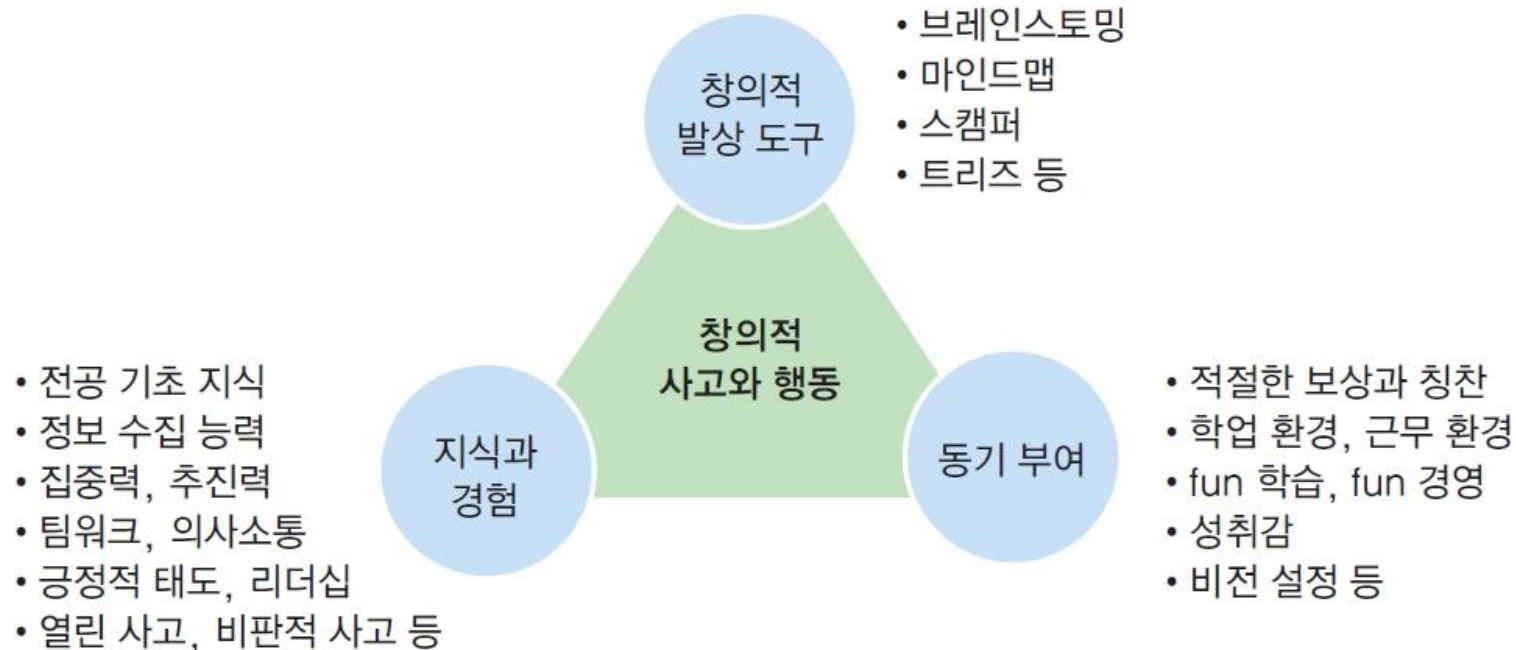 창의적
발상 도구
• 브레인스토밍
• 마인드맵
• 스캠퍼
• 트리즈 등
창의적
사고와 행동
지식과
경험
• 전공 기초 지식
• 정보 수집 능력
• 집중력, 추진력
• 팀워크, 의사소통
• 긍정적 태도, 리더십
• 열린 사고, 비판적 사고 등
동기 부여
• 적절한 보상과 칭찬
• 학업 환경, 근무 환경
• fun 학습, fun 경영
• 성취감
• 비전 설정 등